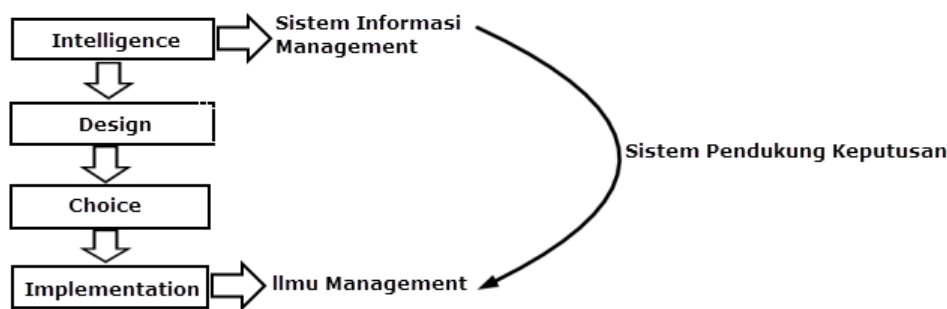 Intelligence
Sistem Informasi
Management
Design
Sistem Pendukung Keputusan
Choice
Implementation
Ilmu Management